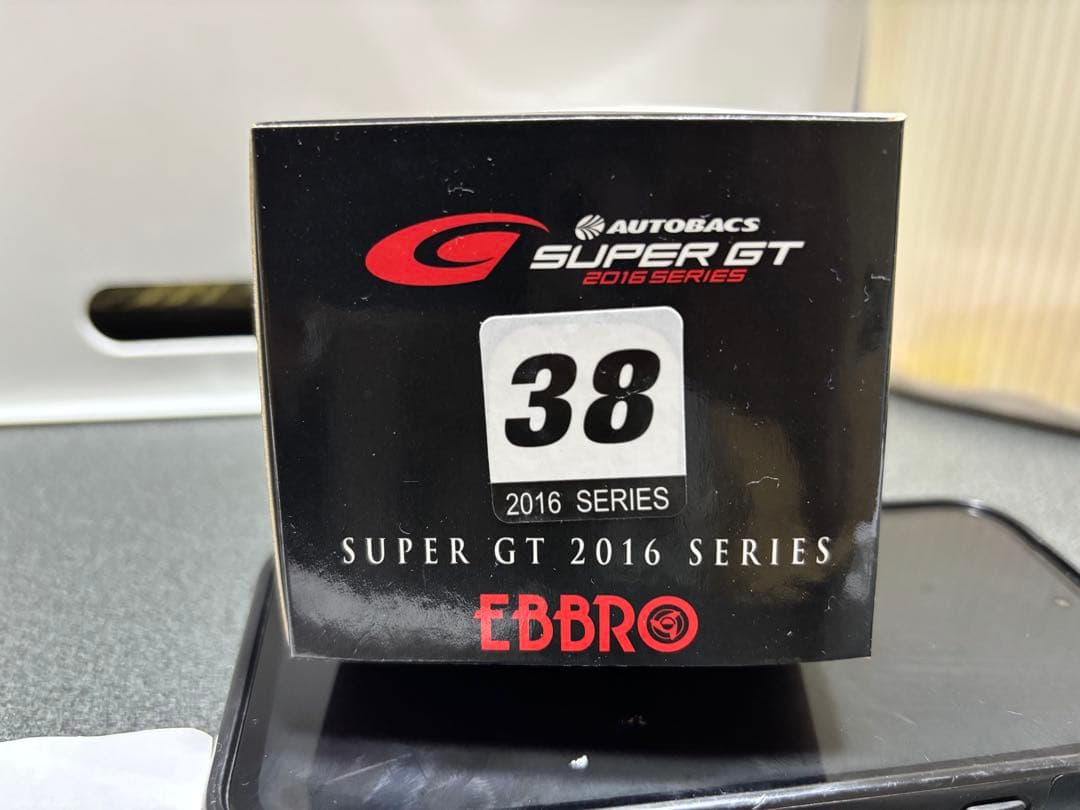 AUTOBACS
SUPER GT
2016 SERIES
38
2016 SERIES
SUPER GT 2016 SERIES
EBBRO